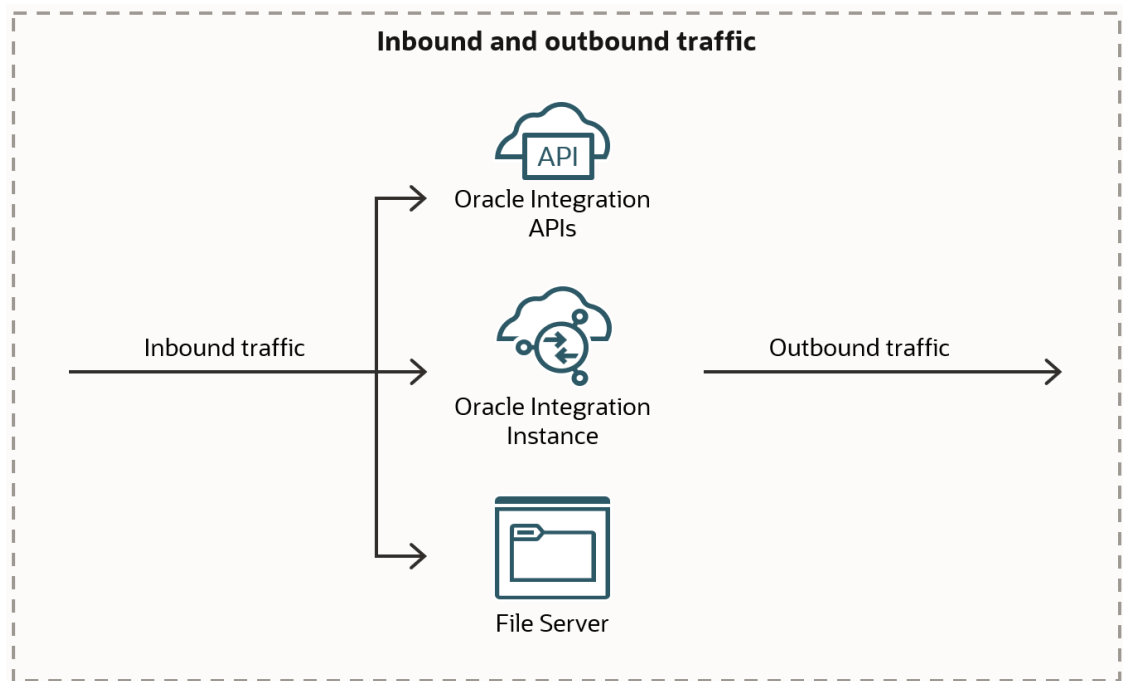 Inbound and outbound traffic
API
Oracle Integration
APIs
Inbound traffic
Oracle Integration
Instance
Outbound traffic
File Server